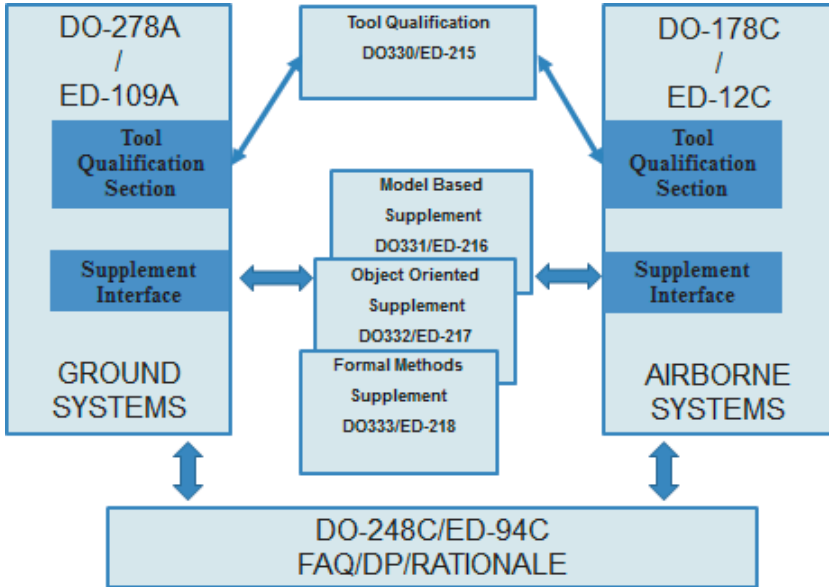 DO-278A
/
ED-109A
Tool
Qualification
Section
Supplement
Interface
GROUND
SYSTEMS
Tool Qualification
DO330/ED-215
Model Based
Supplement
DO331/ED-216
Object Oriented
Supplement
DO332/ED-217
Formal Methods
Supplement
DO333/ED-218
DO-178C
/
ED-12C
Tool
Qualification
Section
Supplement
Interface
AIRBORNE
SYSTEMS
DO-248C/ED-94C
FAQ/DP/RATIONALE